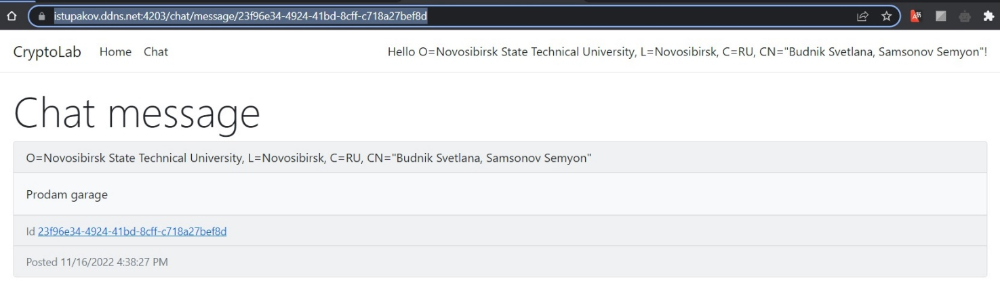 istupakov.ddns.net:4203/chat/message/23f96e34-4924-41bd-8cff-c718a27bef8d
CryptoLab Home Chat Hello O=Novosibirsk State Technical University, L=Novosibirsk, C=RU, CN="Budnik Svetlana, Samsonov Semyon"!
Chat message
O=Novosibirsk State Technical University, L=Novosibirsk, C=RU, CN="Budnik Svetlana, Samsonov Semyon"
Prodam garage
Id 23f96e34-4924-41bd-8cff-c718a27bef8d
Posted 11/16/2022 4:38:27 PM